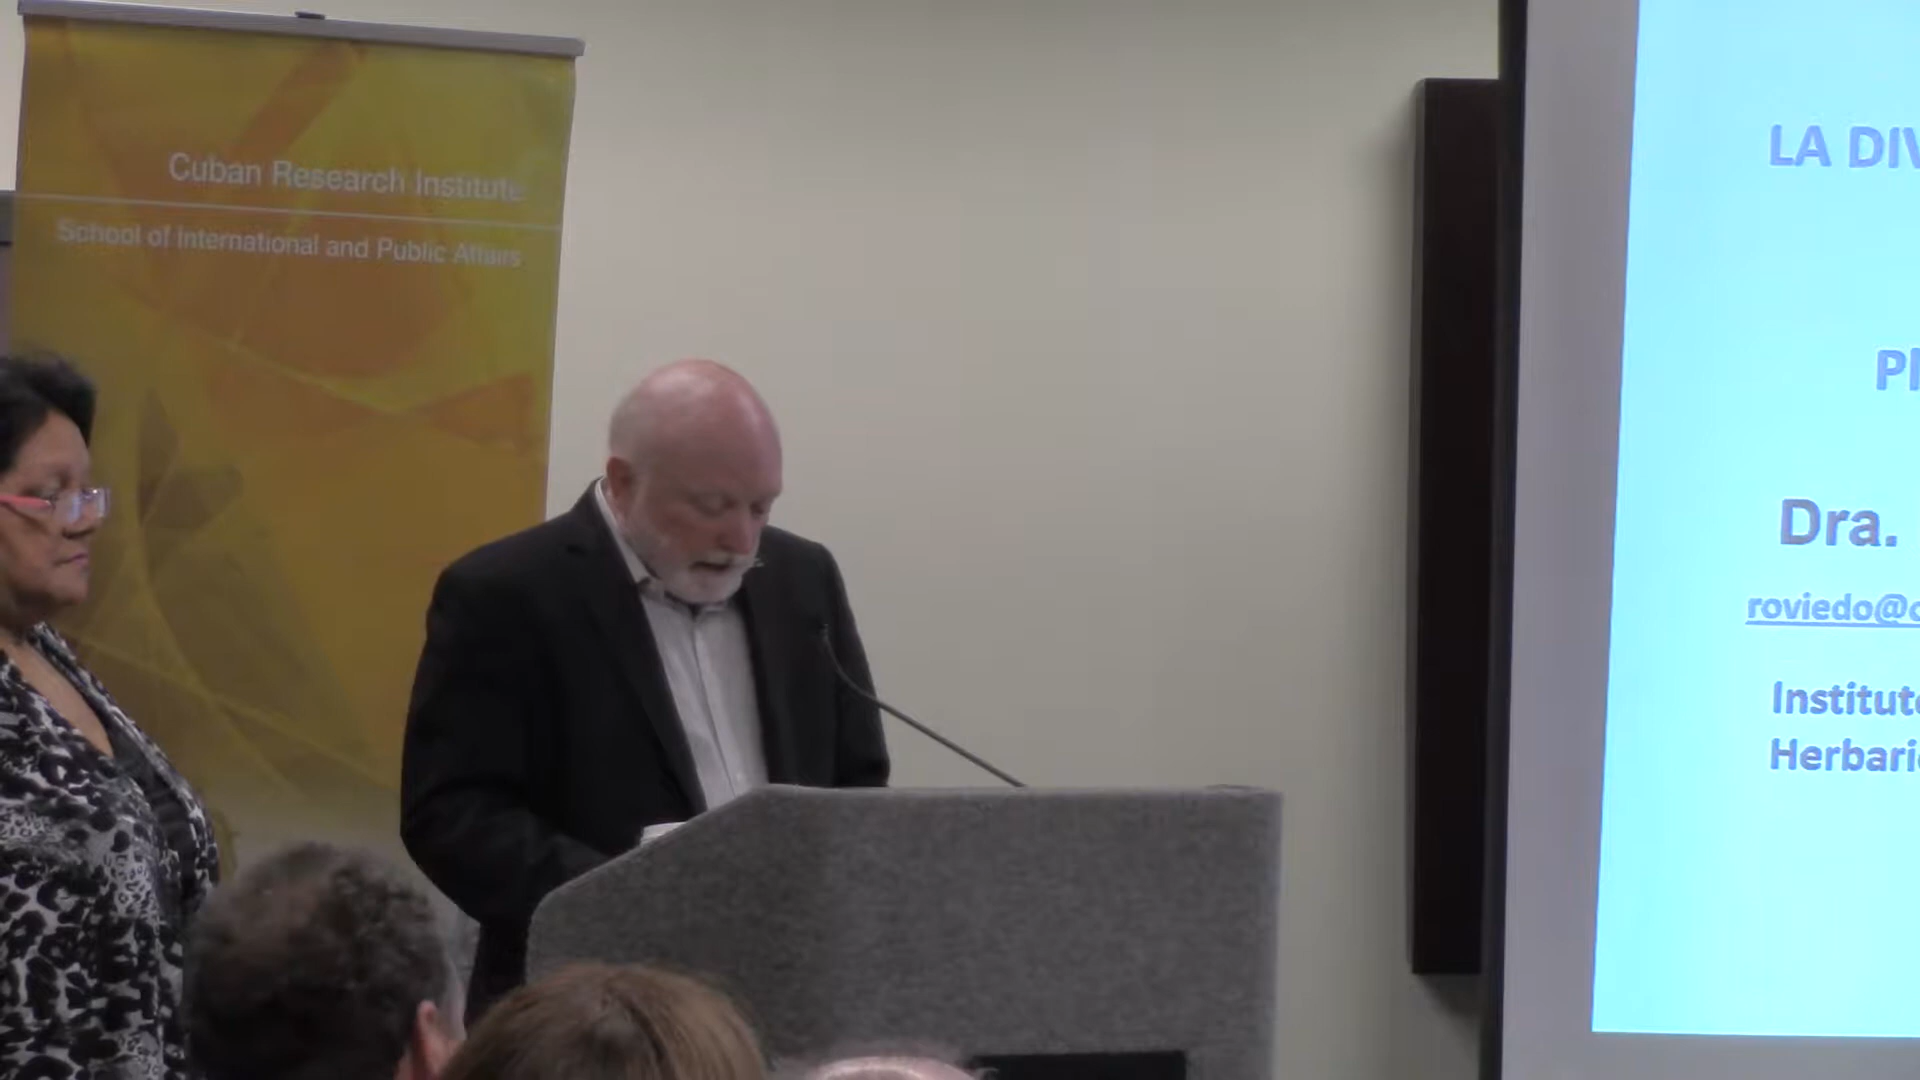 Cuban Research Institute
School of International and Public Affairs
LA DIV
Pl
Dra.
roviedo@c
Institut
Herbari